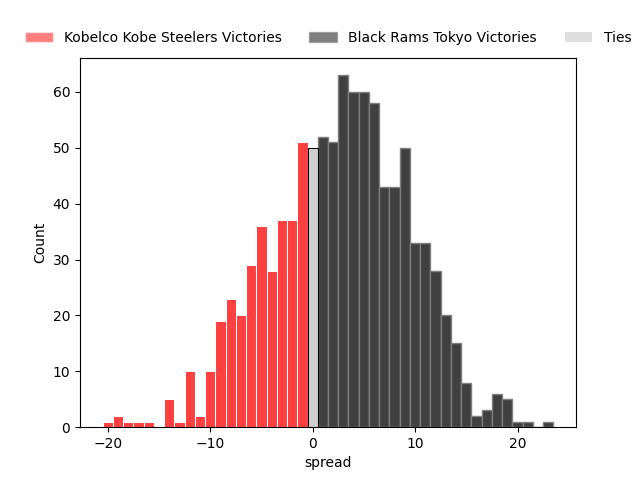 Kobelco Kobe Steelers Victories Black Rams Tokyo Victories Ties
60
50
40
30
20
10
0
Count
−20 −10 0 10 20
spread